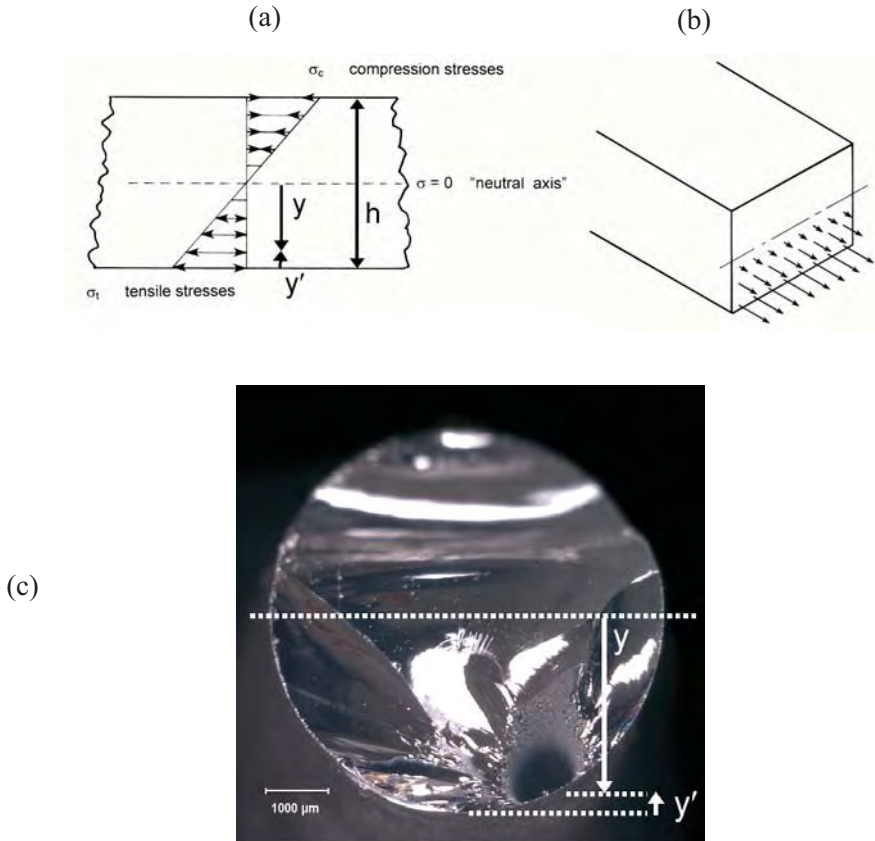 (a)
(b)
σc compression stresses
σ = 0 "neutral axis"
y
h
y′
σt tensile stresses
(c)
y
y′
1000 µm